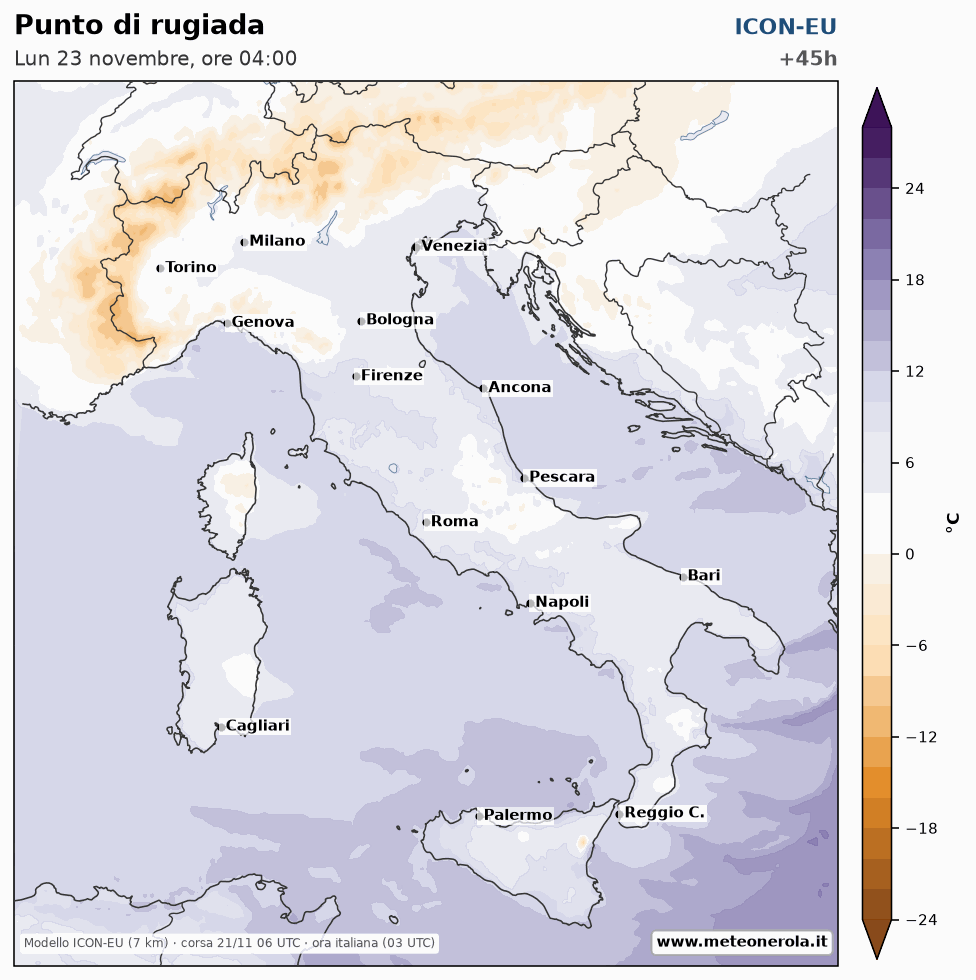 Punto di rugiada
ICON-EU
Lun 23 novembre, ore 04:00
+45h
Milano
Venezia
Torino
Genova
Bologna
Firenze
Ancona
Pescara
Roma
Bari
Napoli
Cagliari
Palermo
Reggio C.
24
18
12
6
0
−6
−12
−18
−24
°C
Modello ICON-EU (7 km) · corsa 21/11 06 UTC · ora italiana (03 UTC)
www.meteonerola.it